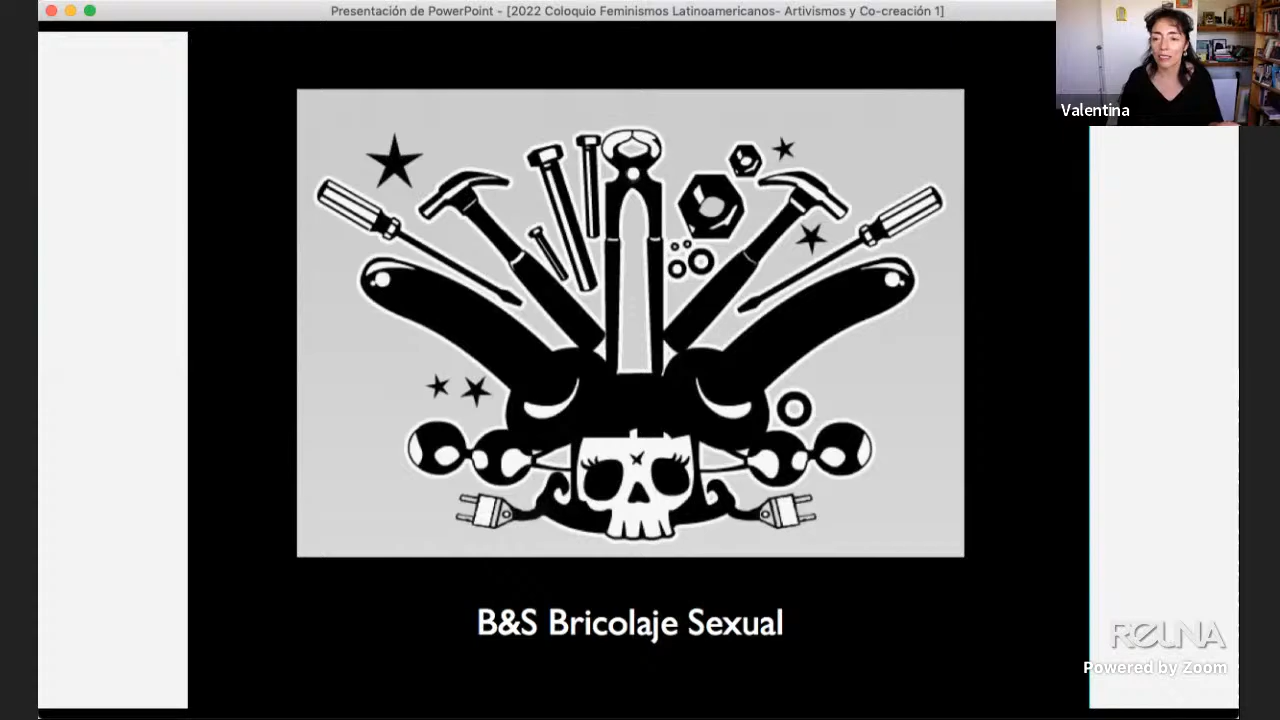 Presentación de PowerPoint - [2022 Coloquio Feminismos Latinoamericanos- Artivismos y Co-creación 1]
Valentina
B&S Bricolaje Sexual
REUNA
Powered by Zoom